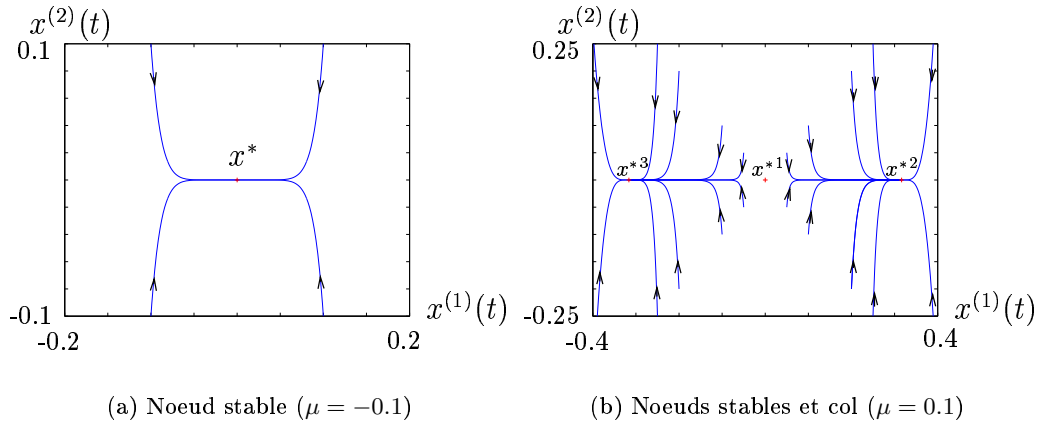 x^{(2)}(t)
0.1
x^*
-0.1
x^{(1)}(t)
-0.2
0.2
(a) Noeud stable (μ = −0.1)
x^{(2)}(t)
0.25
x^{*3}
x^{*1}
x^{*2}
-0.25
x^{(1)}(t)
-0.4
0.4
(b) Noeuds stables et col (μ = 0.1)